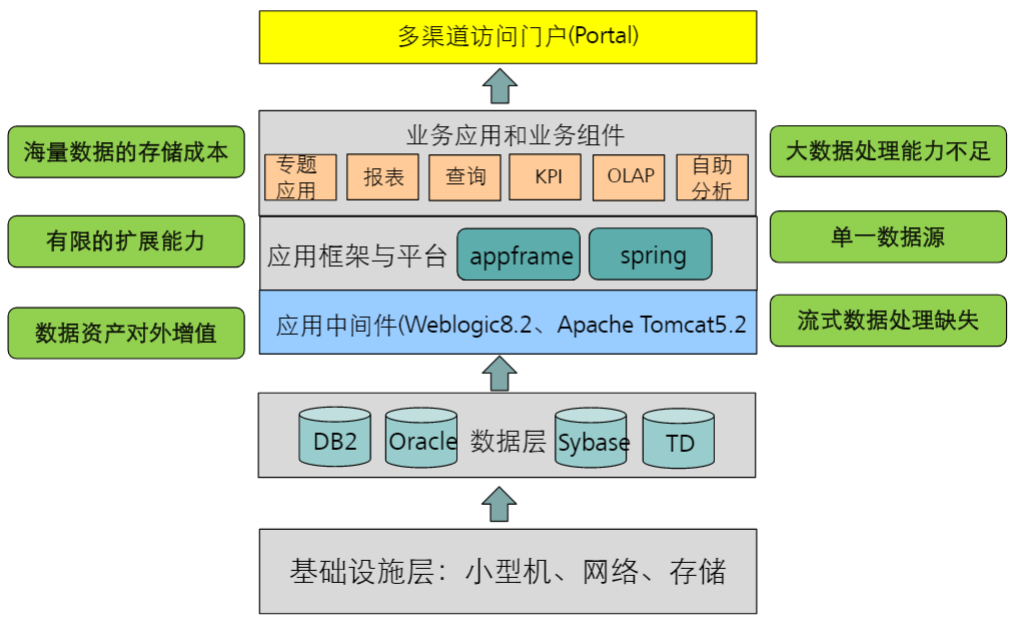 多渠道访问门户(Portal)
业务应用和业务组件
专题
应用
报表
查询
KPI
OLAP
自助
分析
应用框架与平台
appframe
spring
应用中间件(Weblogic8.2、Apache Tomcat5.2
DB2
Oracle
数据层
Sybase
TD
基础设施层：小型机、网络、存储
海量数据的存储成本
有限的扩展能力
数据资产对外增值
大数据处理能力不足
单一数据源
流式数据处理缺失